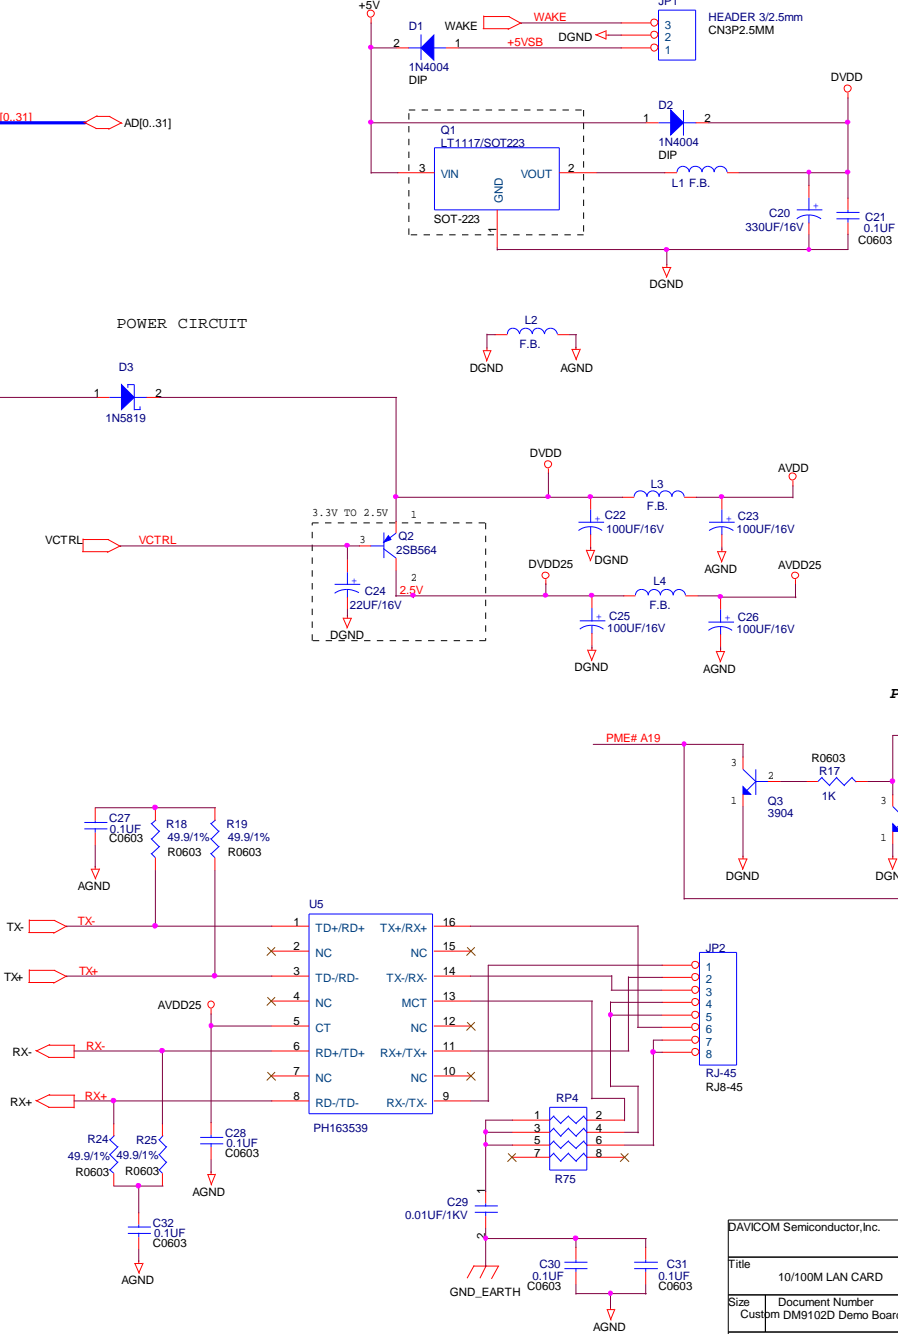 +5V
JP1
WAKE
WAKE
3
HEADER 3/2.5mm
D1
DGND
2
CN3P2.5MM
2
1
+5VSB
1
1N4004
DIP
DVDD
[0..31]
AD[0..31]
D2
1
2
Q1
LT1117/SOT223
1N4004
DIP
3
VIN
VOUT
2
GND
L1 F.B.
SOT-223
1
C20
330UF/16V
C21
0.1UF
C0603
DGND
POWER CIRCUIT
L2
F.B.
DGND
AGND
D3
1
2
1N5819
DVDD
AVDD
L3
F.B.
3.3V TO 2.5V
1
C22
100UF/16V
C23
100UF/16V
VCTRL
VCTRL
3
Q2
2SB564
DGND
AGND
2
2.5V
C24
22UF/16V
DGND
DVDD25
AVDD25
L4
F.B.
C25
100UF/16V
C26
100UF/16V
DGND
AGND
P
PME# A19
R0603
R17
1K
3
2
1
Q3
3904
3
1
DGND
DGN
C27
0.1UF
C0603
R18
49.9/1%
R0603
R19
49.9/1%
R0603
AGND
U5
TX-
TX-
1
TD+/RD+
TX+/RX+
16
2
NC
NC
15
TX+
TX+
3
TD-/RD-
TX-/RX-
14
4
NC
MCT
13
AVDD25
5
CT
NC
12
RX-
RX-
6
RD+/TD+
RX+/TX+
11
7
NC
NC
10
RX+
RX+
8
RD-/TD-
RX-/TX-
9
PH163539
JP2
1
2
3
4
5
6
7
8
RJ-45
RJ8-45
R24
49.9/1%
R0603
R25
49.9/1%
R0603
C28
0.1UF
C0603
AGND
C32
0.1UF
C0603
AGND
RP4
1
2
3
4
5
6
7
8
R75
1
C29
0.01UF/1KV
2
GND_EARTH
C30
0.1UF
C0603
C31
0.1UF
C0603
AGND
DAVICOM Semiconductor,Inc.
Title
10/100M LAN CARD
Size
Document Number
Custom
DM9102D Demo Board